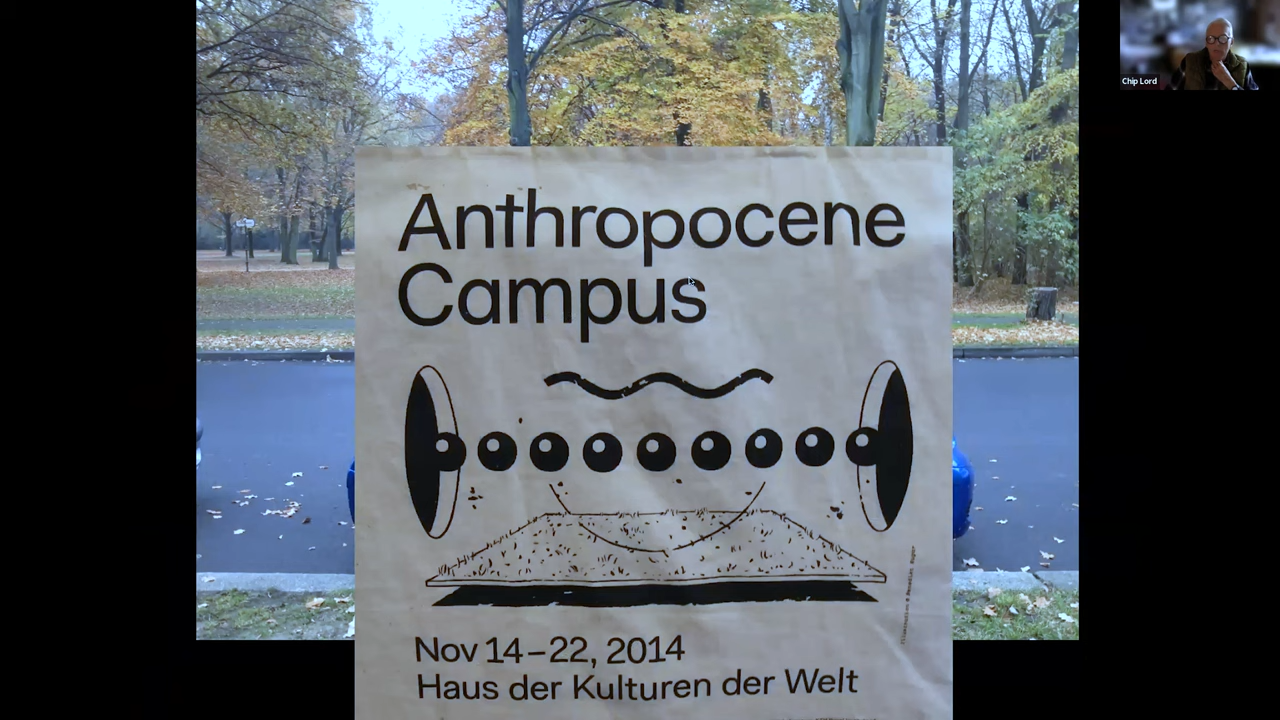 Anthropocene
Campus
Nov 14–22, 2014
Haus der Kulturen der Welt
Chip Lord